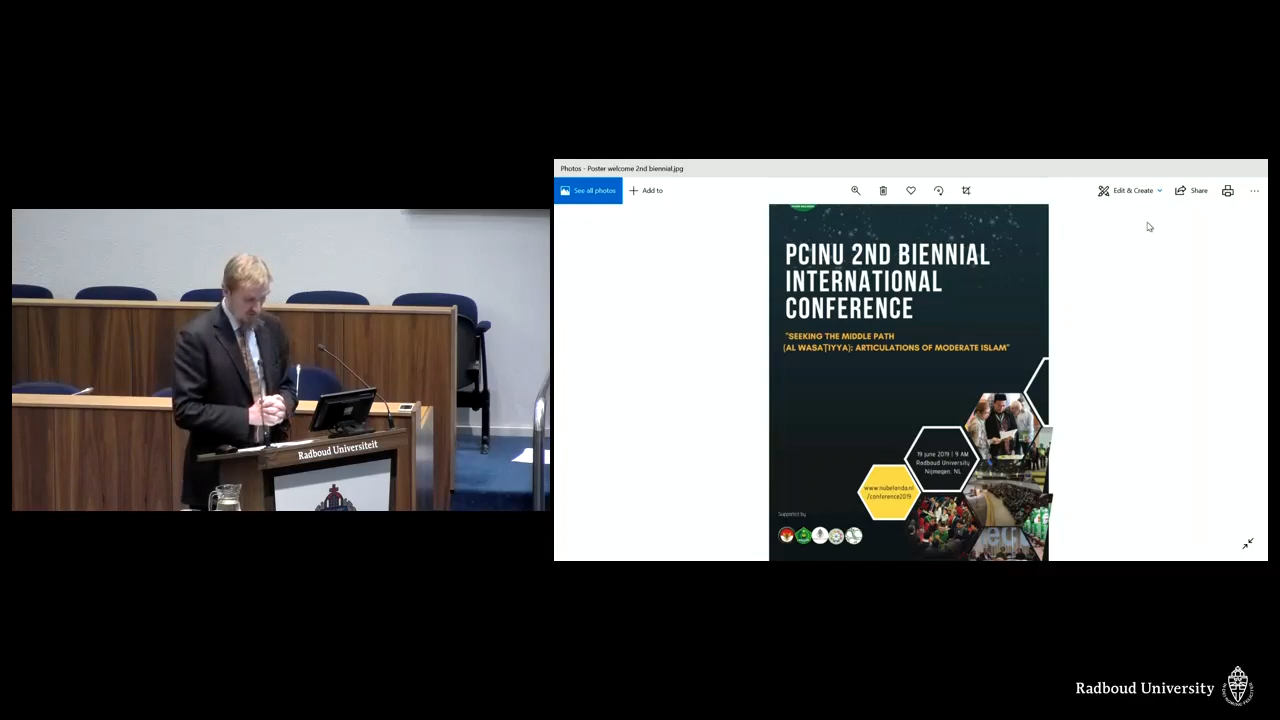 Photos - Poster welcome 2nd biennial.jpg
See all photos
Add to
Edit & Create
Share
PCINU 2ND BIENNIAL
INTERNATIONAL
CONFERENCE
"SEEKING THE MIDDLE PATH
(AL WASAṬIYYA): ARTICULATIONS OF MODERATE ISLAM"
19 june 2019 | 9 AM
Radboud University
Nijmegen, NL
www.nubelanda.nl
/conference2019
Supported by
Radboud Universiteit
Radboud University